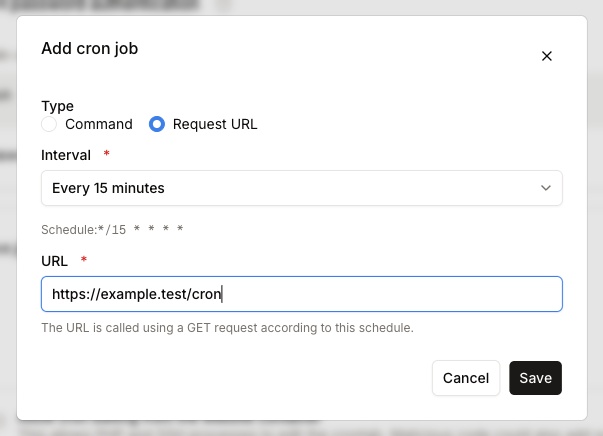 Add cron job
Type
Command Request URL
Interval *
Every 15 minutes
Schedule:*/15 * * * *
URL *
https://example.test/cron
The URL is called using a GET request according to this schedule.
Cancel Save